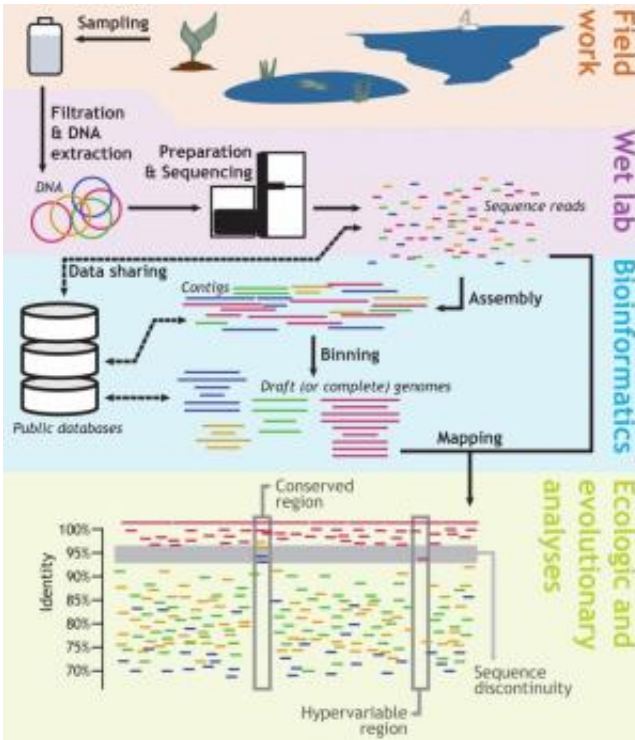 Sampling
Field
work
Filtration
& DNA
extraction
Preparation
& Sequencing
DNA
Sequence reads
Wet lab
Data sharing
Contigs
Assembly
Binning
Draft (or complete) genomes
Public databases
Mapping
Bioinformatics
Conserved
region
Ecologic and
evolutionary
analyses
Identity
100%
95%
90%
85%
80%
75%
70%
Sequence
discontinuity
Hypervariable
region